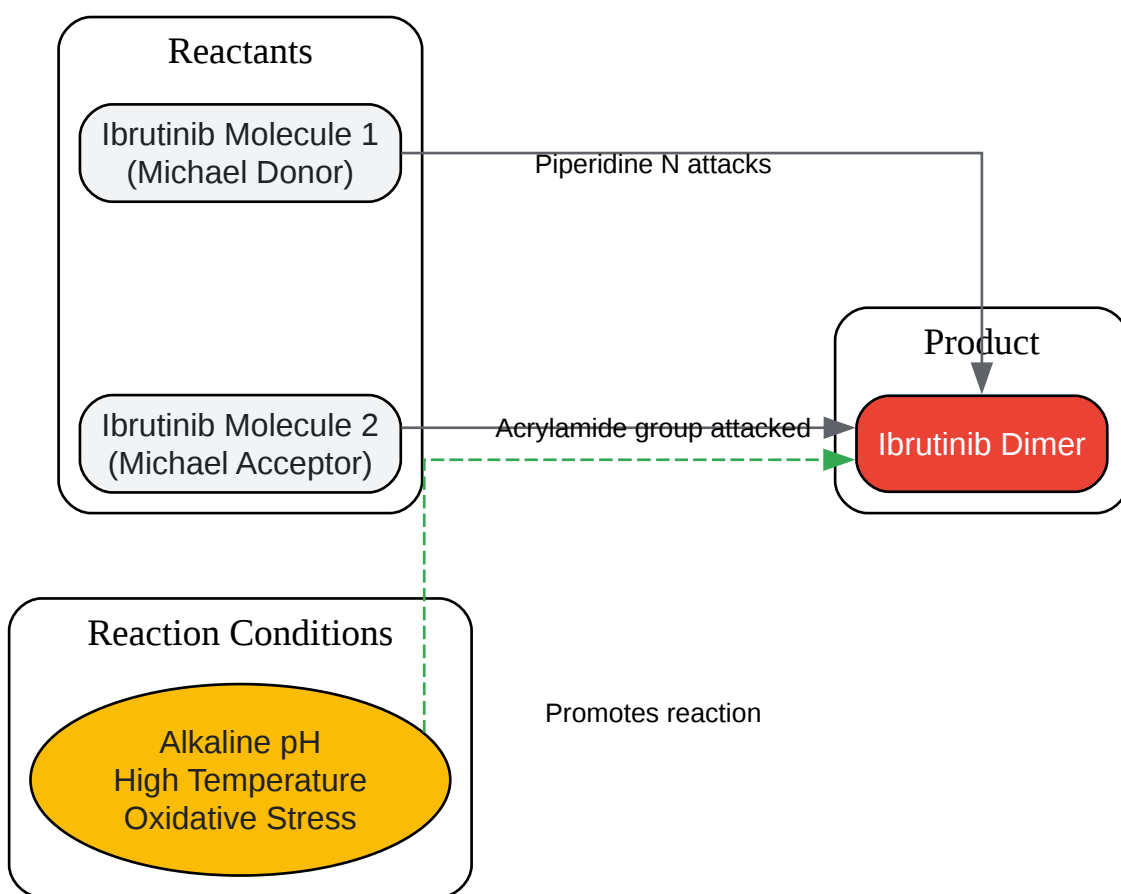 Reactants
Ibrutinib Molecule 1
(Michael Donor)
Piperidine N attacks
Product
Ibrutinib Molecule 2
(Michael Acceptor)
Acrylamide group attacked
Ibrutinib Dimer
Reaction Conditions
Alkaline pH
High Temperature
Oxidative Stress
Promotes reaction